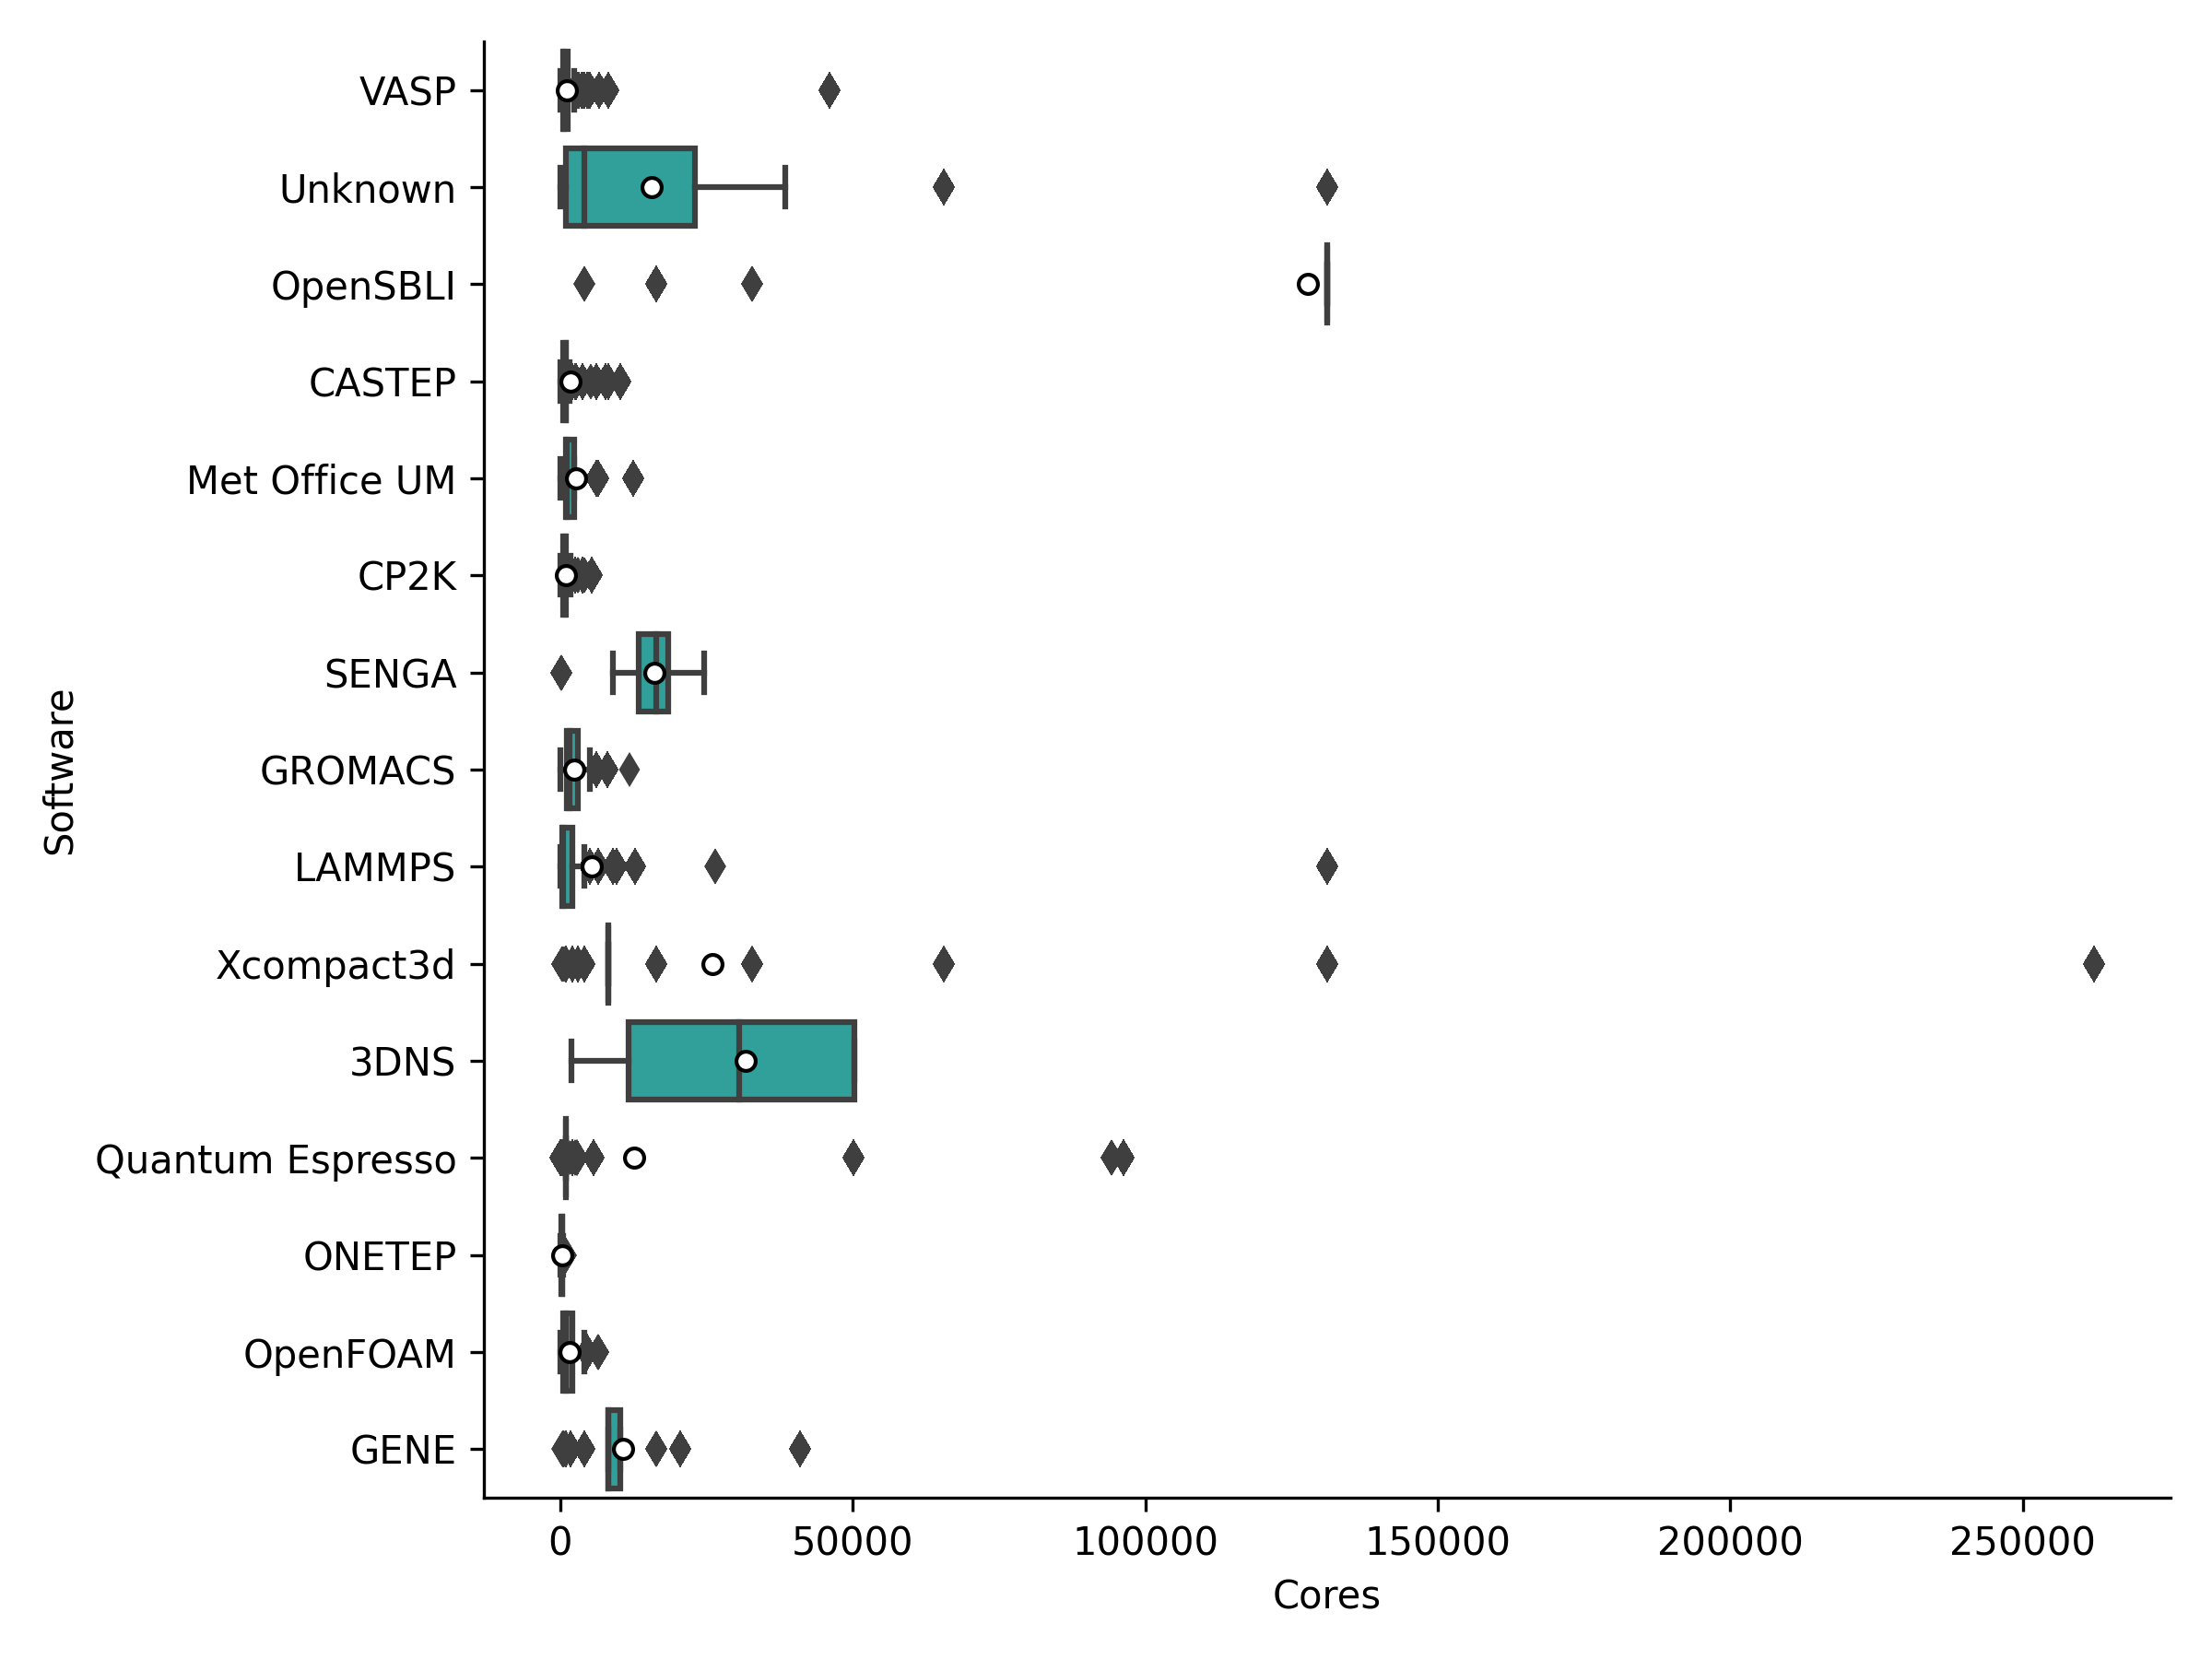 VASP
Unknown
OpenSBLI
CASTEP
Met Office UM
CP2K
SENGA
GROMACS
LAMMPS
Xcompact3d
3DNS
Quantum Espresso
ONETEP
OpenFOAM
GENE
Software
0 50000 100000 150000 200000 250000
Cores